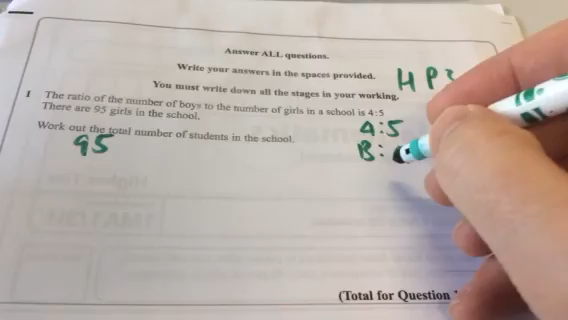 Answer ALL questions.
Write your answers in the spaces provided.
You must write down all the stages in your working.
HP3
1 The ratio of the number of boys to the number of girls in a school is 4:5
There are 95 girls in the school.
4:5
Work out the total number of students in the school.
95
B:
(Total for Question